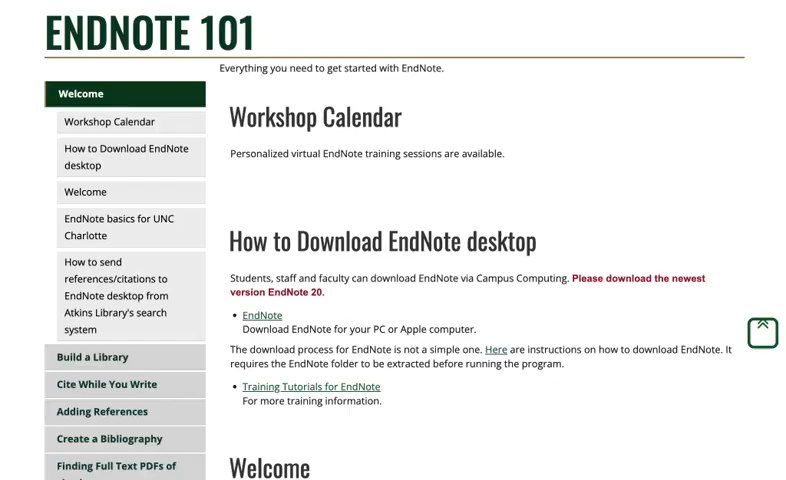 ENDNOTE 101
Everything you need to get started with EndNote.
Welcome
Workshop Calendar
How to Download EndNote
desktop
Welcome
EndNote basics for UNC
Charlotte
How to send
references/citations to
EndNote desktop from
Atkins Library's search
system
Build a Library
Cite While You Write
Adding References
Create a Bibliography
Finding Full Text PDFs of
Workshop Calendar
Personalized virtual EndNote training sessions are available.
How to Download EndNote desktop
Students, staff and faculty can download EndNote via Campus Computing. Please download the newest
version EndNote 20.
• EndNote
Download EndNote for your PC or Apple computer.
The download process for EndNote is not a simple one. Here are instructions on how to download EndNote. It
requires the EndNote folder to be extracted before running the program.
• Training Tutorials for EndNote
For more training information.
Welcome